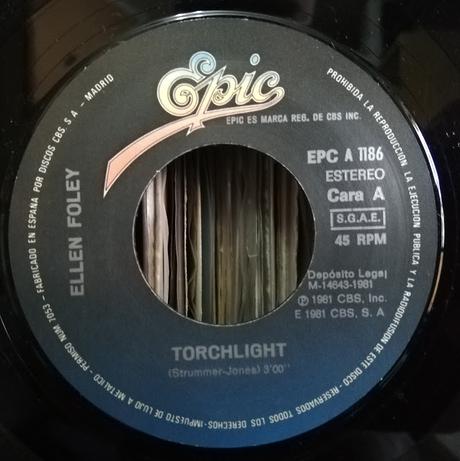 Epic
EPIC ES MARCA REG. DE CBS INC.
EPC A 1186
ESTEREO
Cara A
S.G.A.E.
45 RPM
Depósito Legal
M-14643-1981
Ⓟ 1981 CBS, Inc.
E 1981 CBS, S. A
ELLEN FOLEY
TORCHLIGHT
(Strummer-Jones) 3'00"
PERMISO NUM 7053 - FABRICADO EN ESPAÑA POR DISCOS CBS. S A - MADRID
PROHIBIDA LA REPRODUCCION, LA EJECUCION PUBLICA Y LA RADIODIFUSION DE ESTE DISCO - RESERVADOS TODOS LOS DERECHOS-IMPUESTO DE LUJO A METALICO -